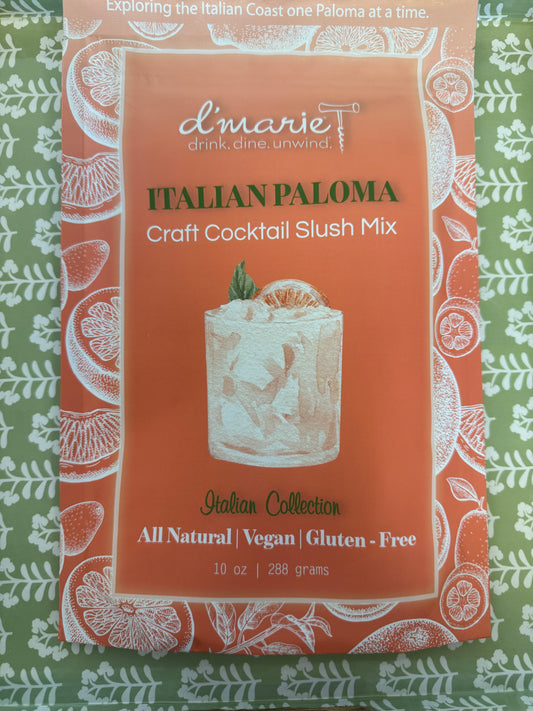 Exploring the Italian Coast one Paloma at a time.
d'marie
drink.dine.unwind.
ITALIAN PALOMA
Craft Cocktail Slush Mix
Italian Collection
All Natural | Vegan | Gluten - Free
10 oz | 288 grams